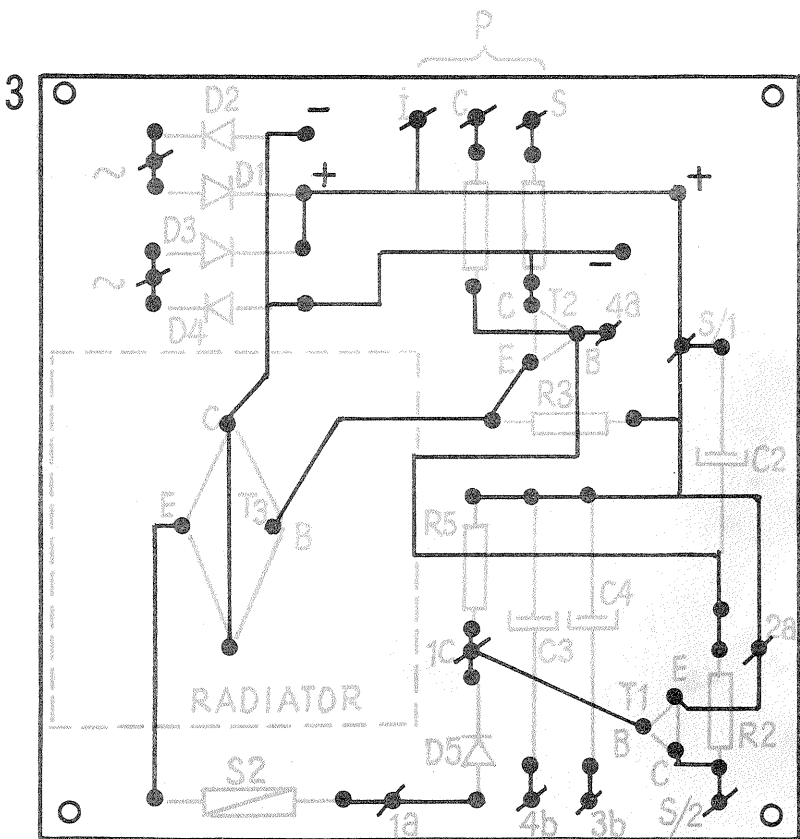 P
3
D2 - i C S
~ D1 + +
D3
~ -
D4 C T2 4a S/1
E B
R3
C C2
E T3 B R5
C4
1C C3 2a
RADIATOR T1 E
B R2
D5 C
S2
1a 4b 3b S/2